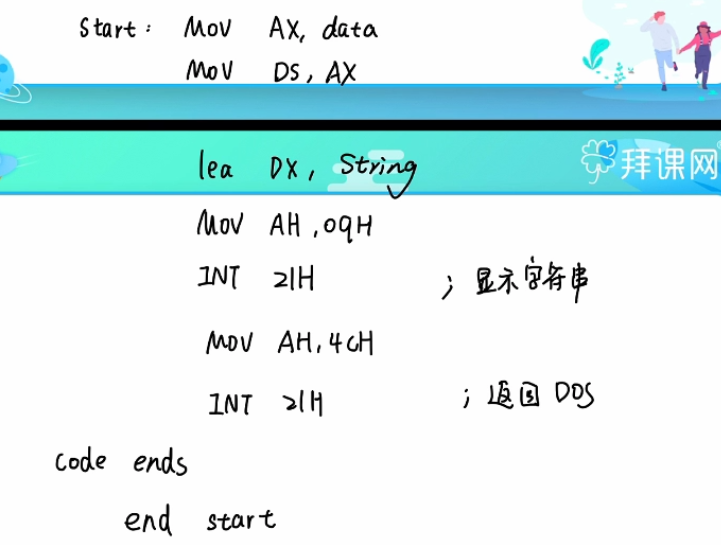 Start: MOV AX, data
MOV DS, AX
lea DX, String
拜课网
MOV AH, 09H
INT 21H ; 显示字符串
MOV AH, 4CH
INT 21H ; 返回 DOS
code ends
end start